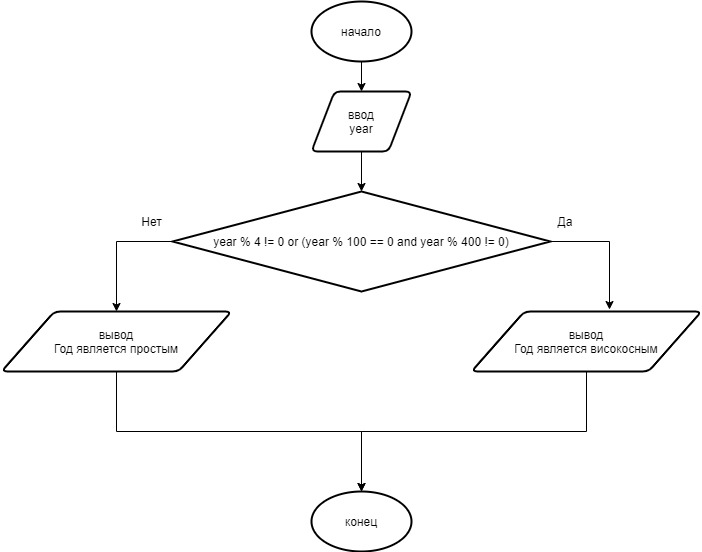 начало
ввод
year
Нет
Да
year % 4 != 0 or (year % 100 == 0 and year % 400 != 0)
вывод
Год является простым
вывод
Год является високосным
конец